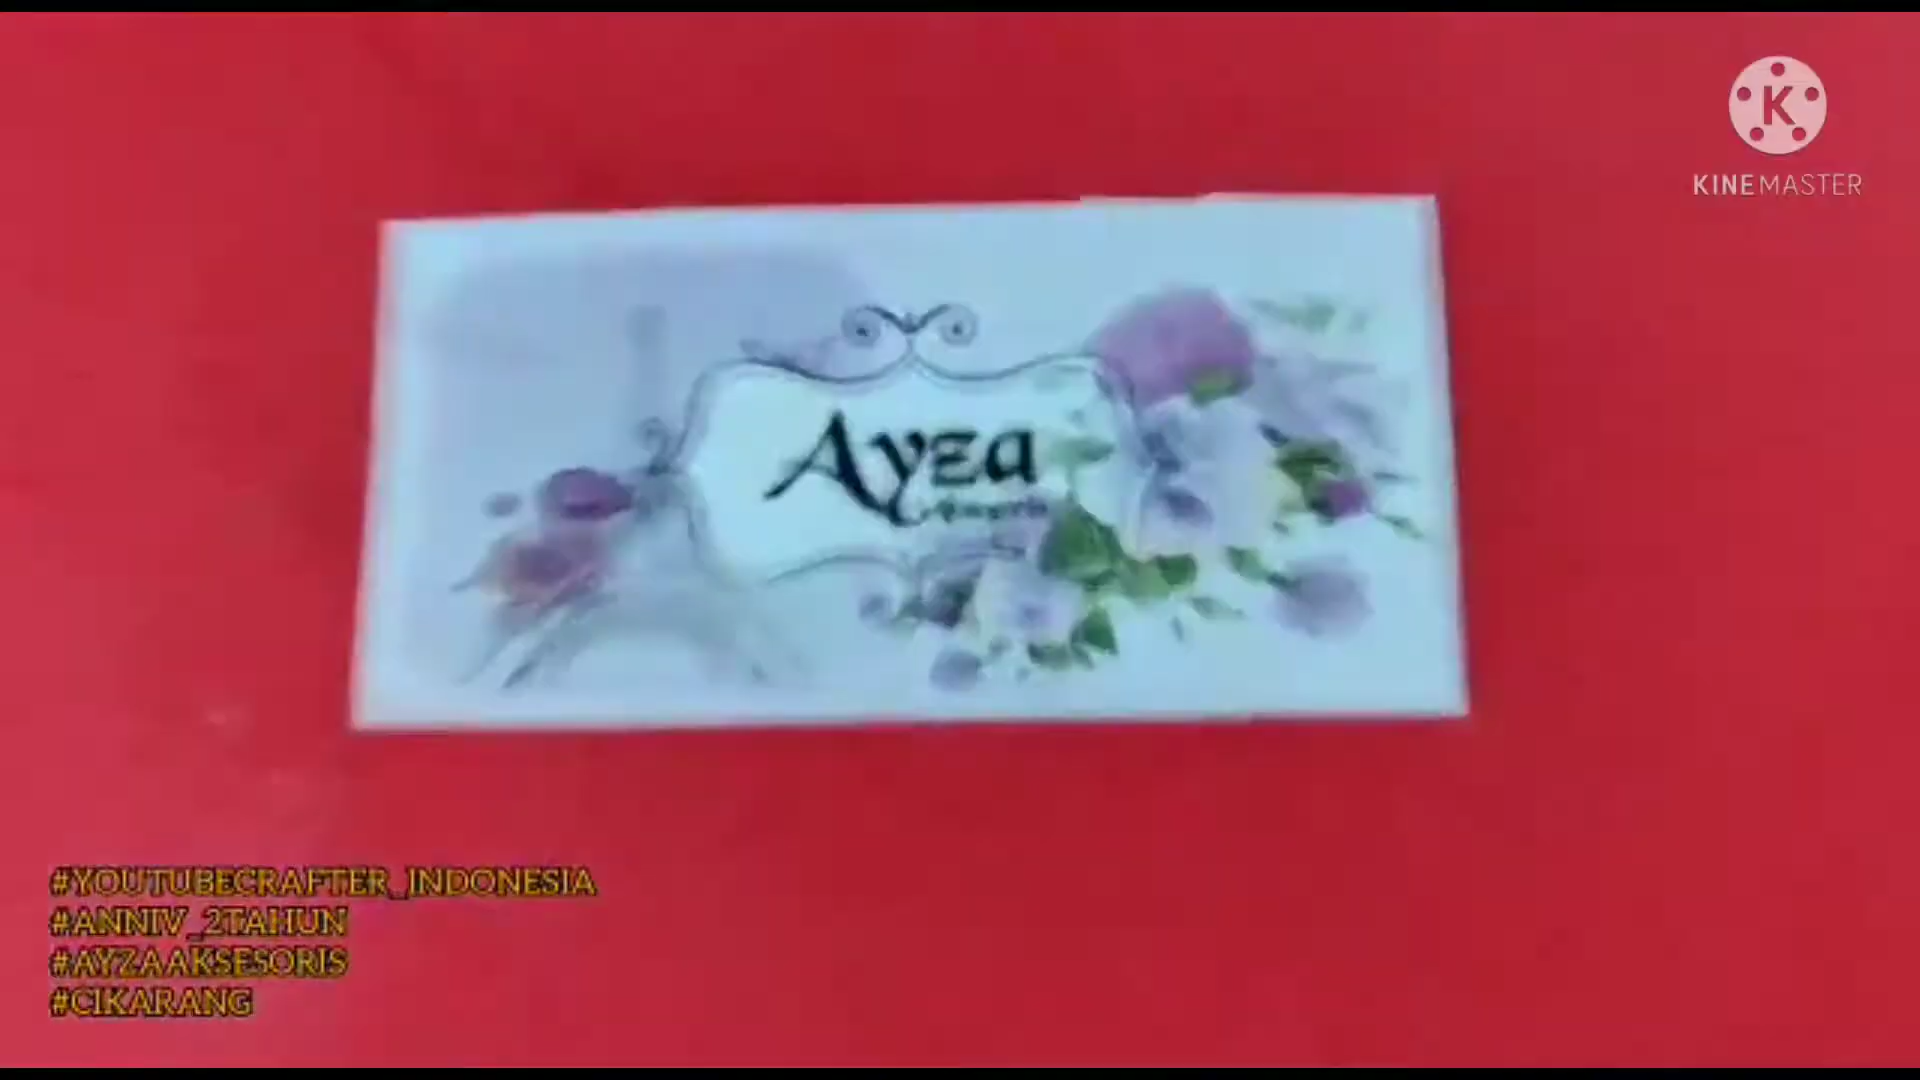 K
KINEMASTER
Ayza
#YOUTUBECRAFTER_INDONESIA
#ANNIV_2TAHUN
#AYZAAKSESORIS
#CIKARANG